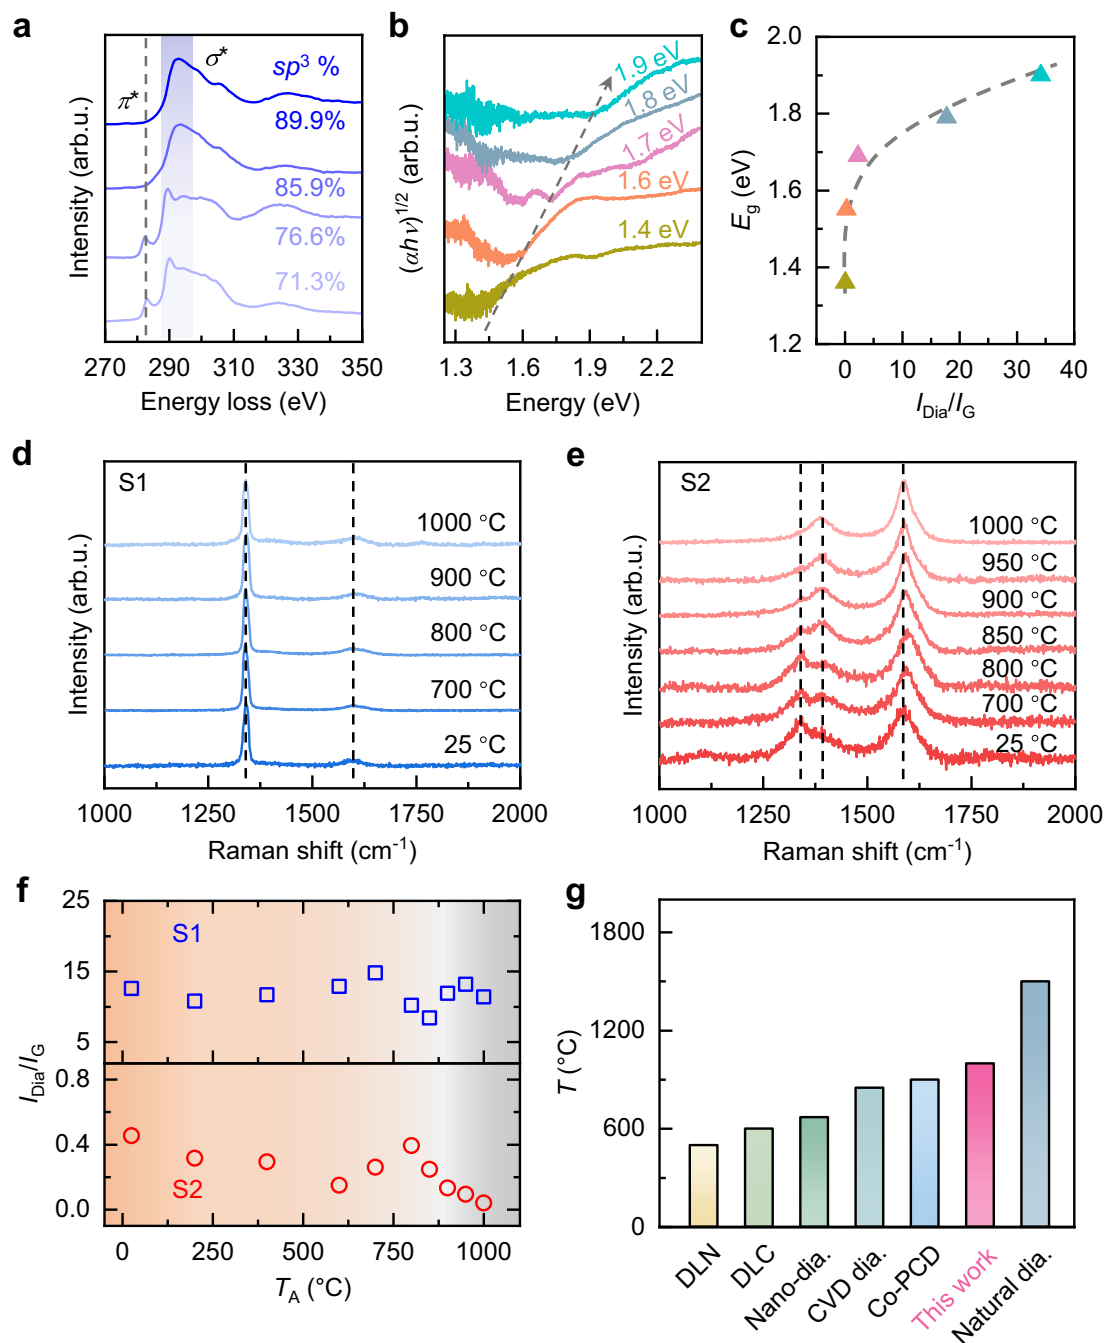 a
Intensity (arb.u.)
π*
σ*
sp³ %
89.9%
85.9%
76.6%
71.3%
270 290 310 330 350
Energy loss (eV)
b
(αhν)^1/2 (arb.u.)
1.9 eV
1.8 eV
1.7 eV
1.6 eV
1.4 eV
1.3 1.6 1.9 2.2
Energy (eV)
c
E_g (eV)
2.0
1.8
1.6
1.4
1.2
0 10 20 30 40
I_Dia/I_G
d
S1
Intensity (arb.u.)
1000 °C
900 °C
800 °C
700 °C
25 °C
1000 1250 1500 1750 2000
Raman shift (cm⁻¹)
e
S2
Intensity (arb.u.)
1000 °C
950 °C
900 °C
850 °C
800 °C
700 °C
25 °C
1000 1250 1500 1750 2000
Raman shift (cm⁻¹)
f
I_Dia/I_G
25
15
5
S1
0.8
0.4
0.0
S2
0 250 500 750 1000
T_A (°C)
g
T (°C)
1800
1200
600
0
DLN
DLC
Nano-dia.
CVD dia.
Co-PCD
This work
Natural dia.